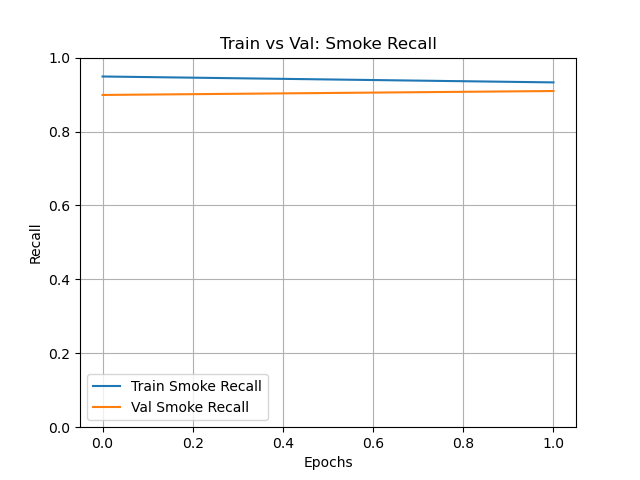 Train vs Val: Smoke Recall
1.0
0.8
0.6
0.4
0.2
0.0
Recall
Train Smoke Recall
Val Smoke Recall
0.0 0.2 0.4 0.6 0.8 1.0
Epochs